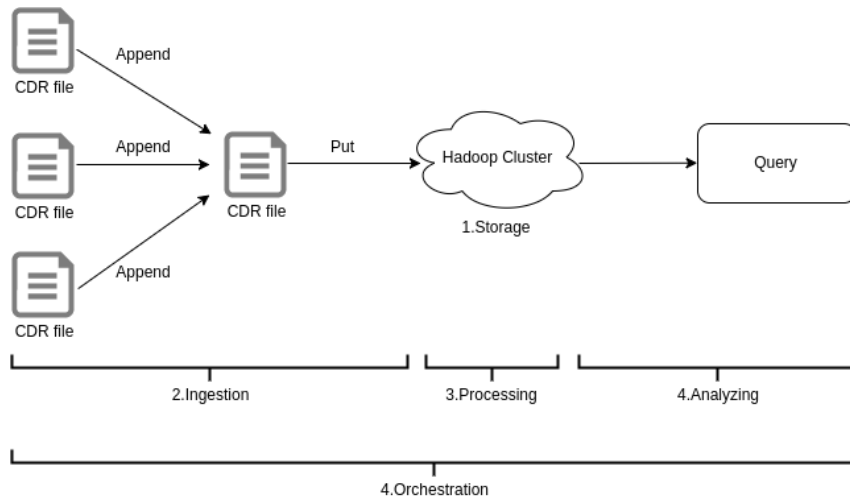 CDR file
Append
CDR file
Append
CDR file
Append
CDR file
Put
Hadoop Cluster
1.Storage
Query
2.Ingestion
3.Processing
4.Analyzing
4.Orchestration